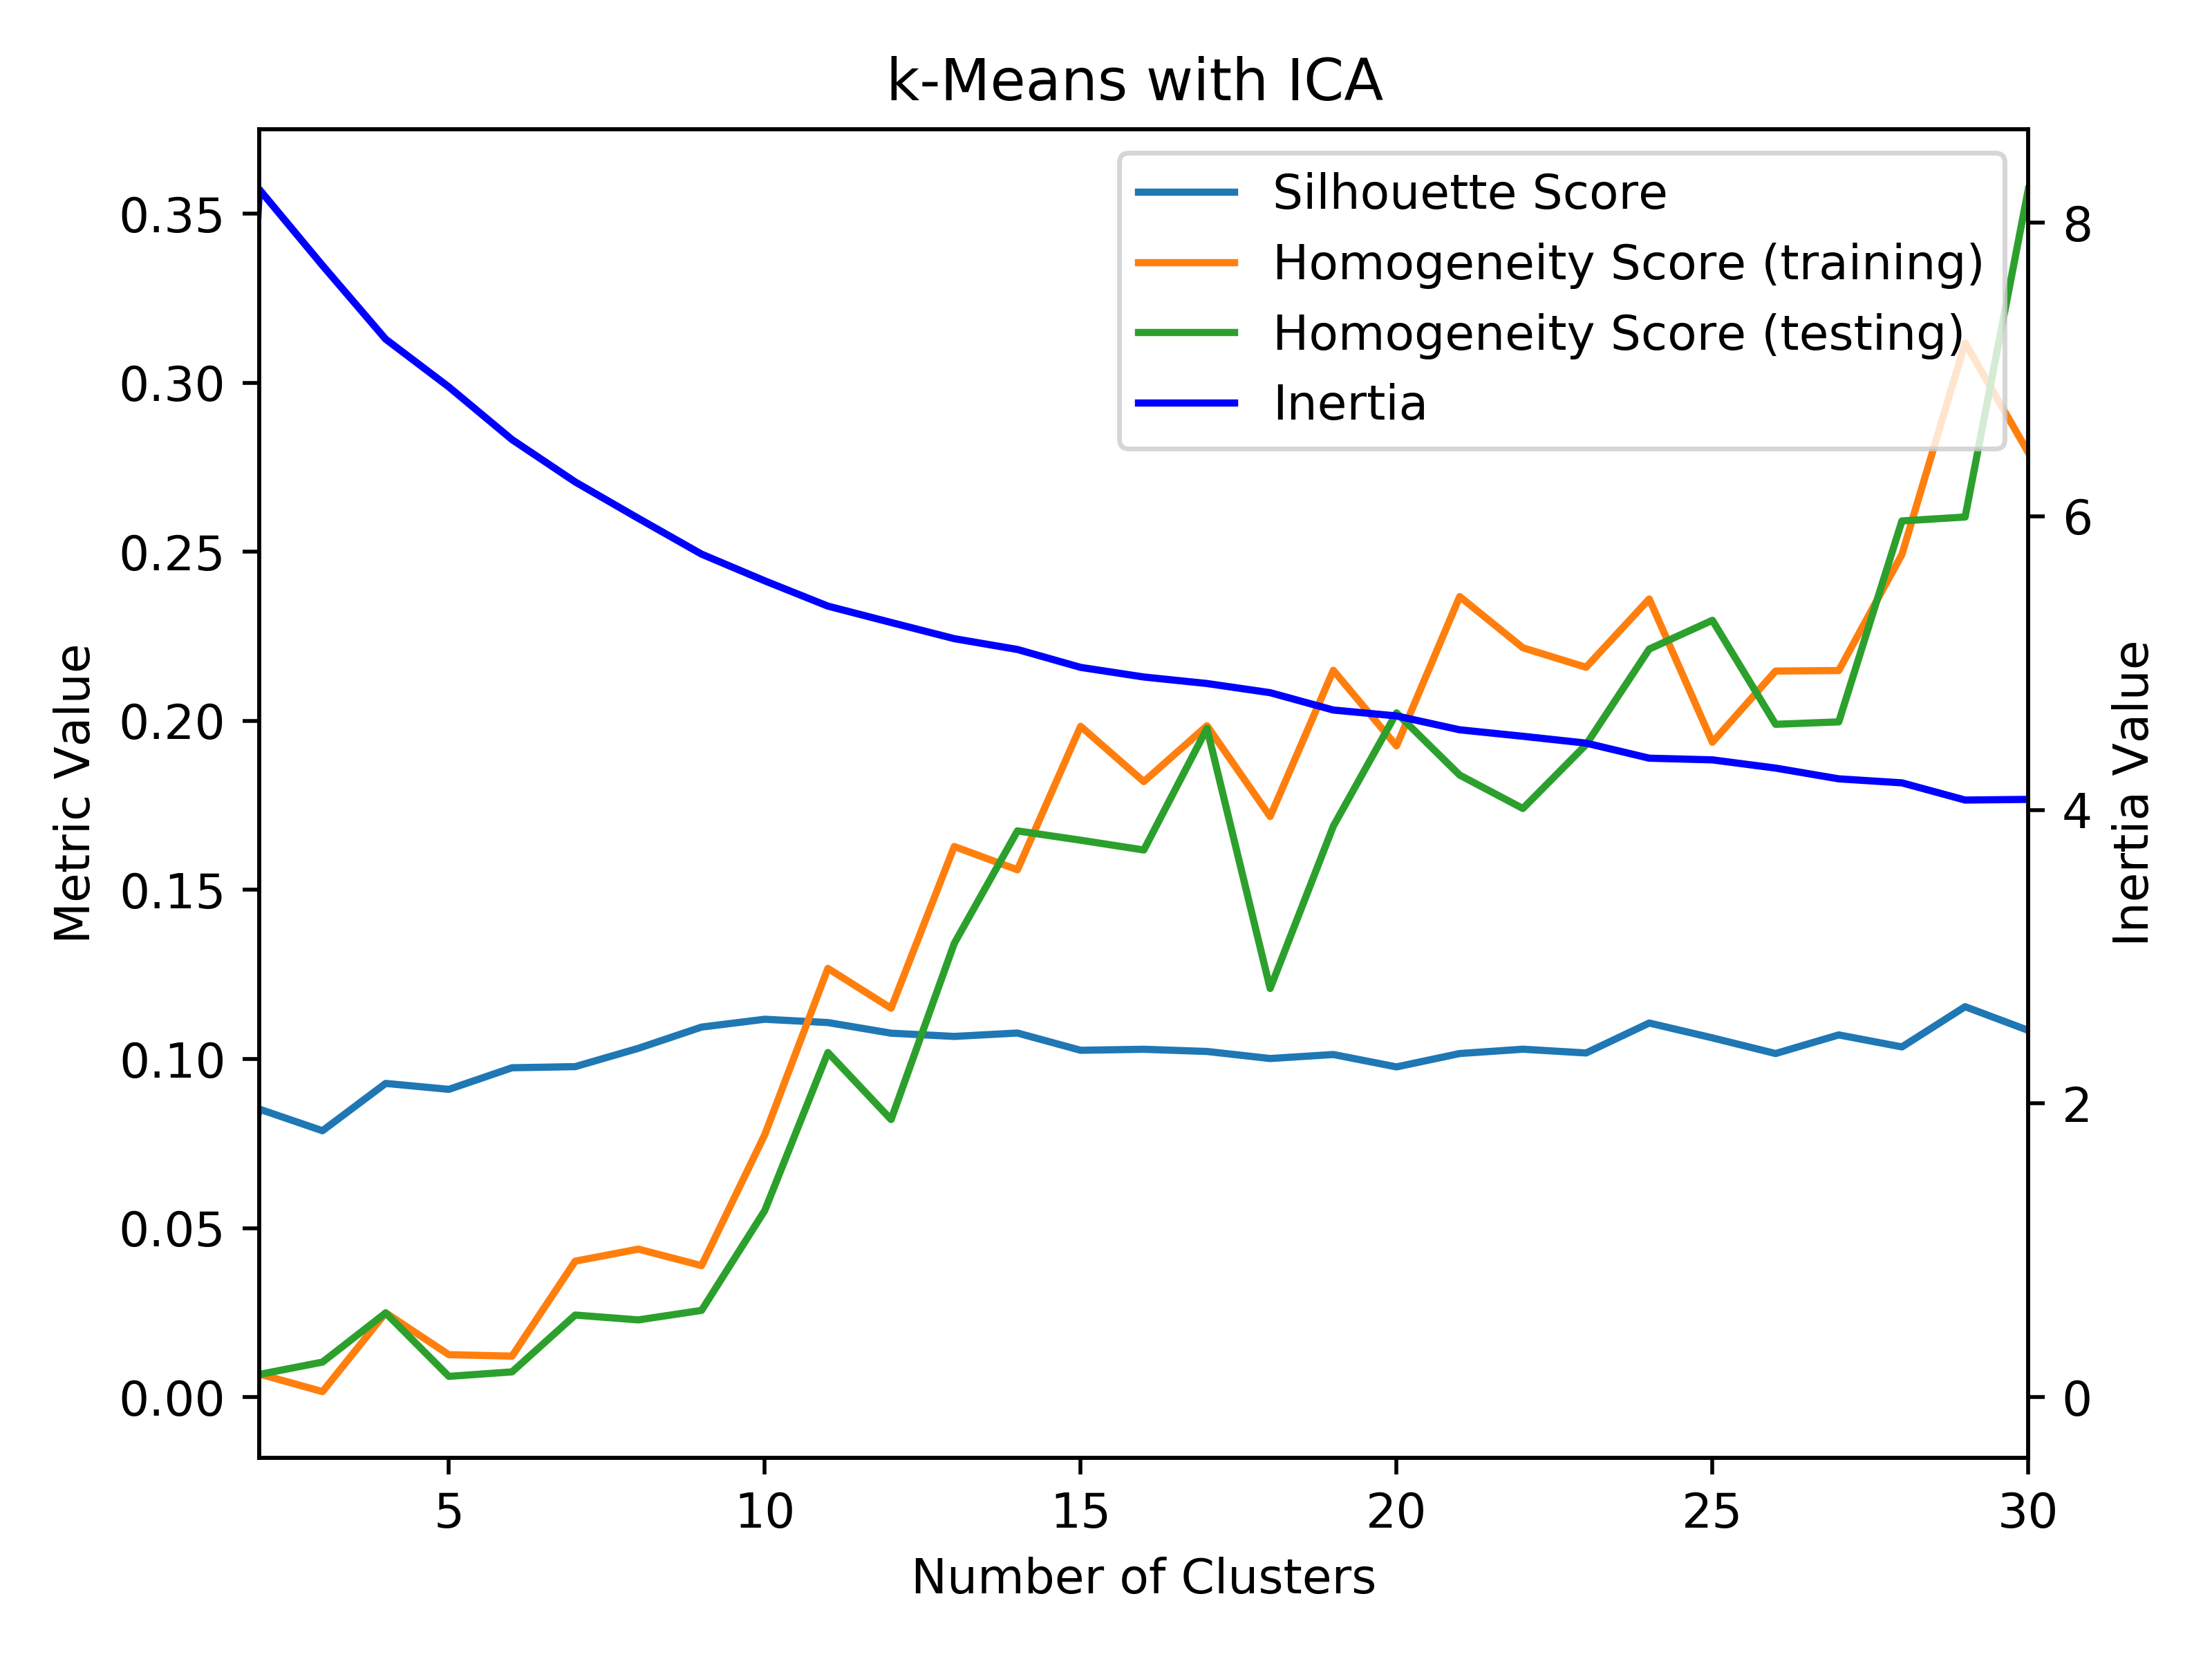 k-Means with ICA
Silhouette Score
Homogeneity Score (training)
Homogeneity Score (testing)
Inertia
0.35
0.30
0.25
0.20
0.15
0.10
0.05
0.00
Metric Value
8
6
4
2
0
Inertia Value
5 10 15 20 25 30
Number of Clusters